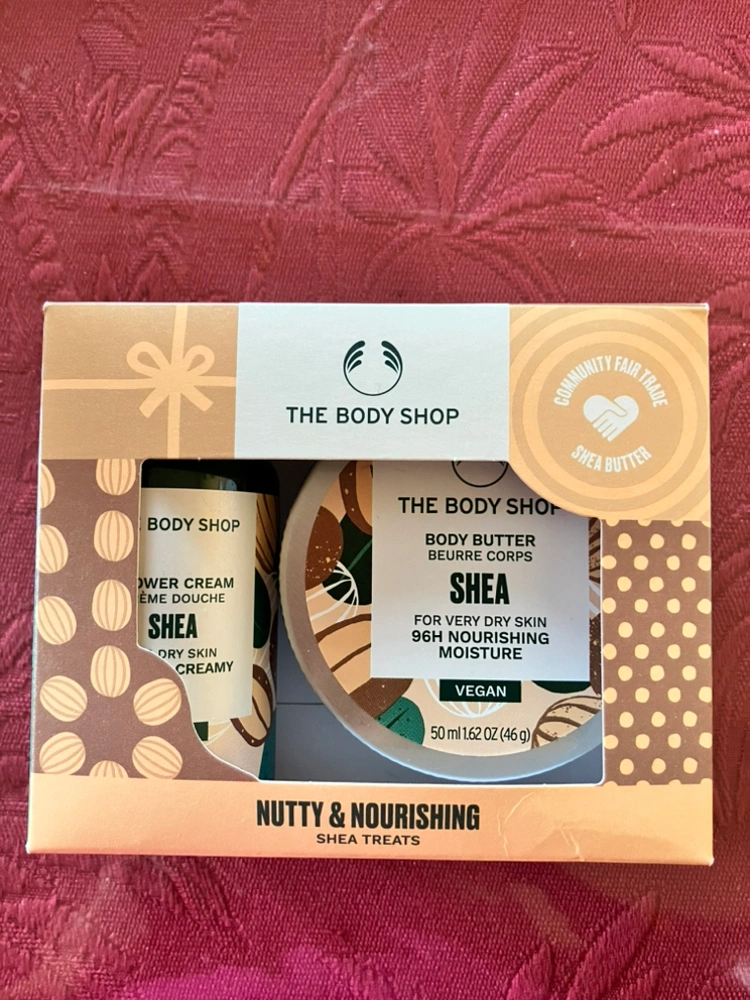 THE BODY SHOP
COMMUNITY FAIR TRADE
SHEA BUTTER
BODY SHOP
OWER CREAM
ÈME DOUCHE
SHEA
DRY SKIN
CREAMY
THE BODY SHOP
BODY BUTTER
BEURRE CORPS
SHEA
FOR VERY DRY SKIN
96H NOURISHING
MOISTURE
VEGAN
50 ml 1.62 OZ (46 g)
NUTTY & NOURISHING
SHEA TREATS